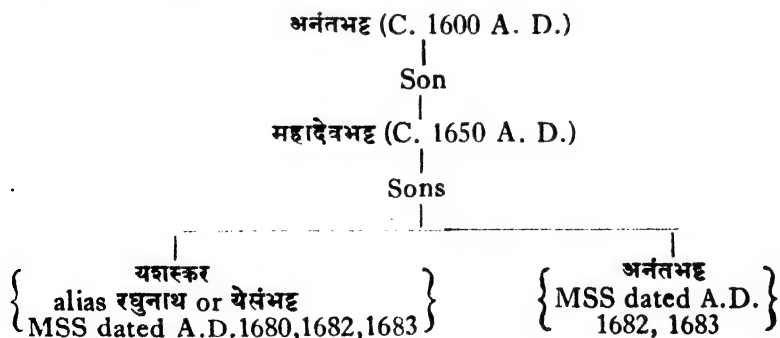 अनंतभट्ट (C. 1600 A. D.)
Son
महादेवभट्ट (C. 1650 A. D.)
Sons
यशस्कर
alias रघुनाथ or येसंभट्ट
MSS dated A.D.1680,1682,1683
अनंतभट्ट
MSS dated A.D.
1682, 1683